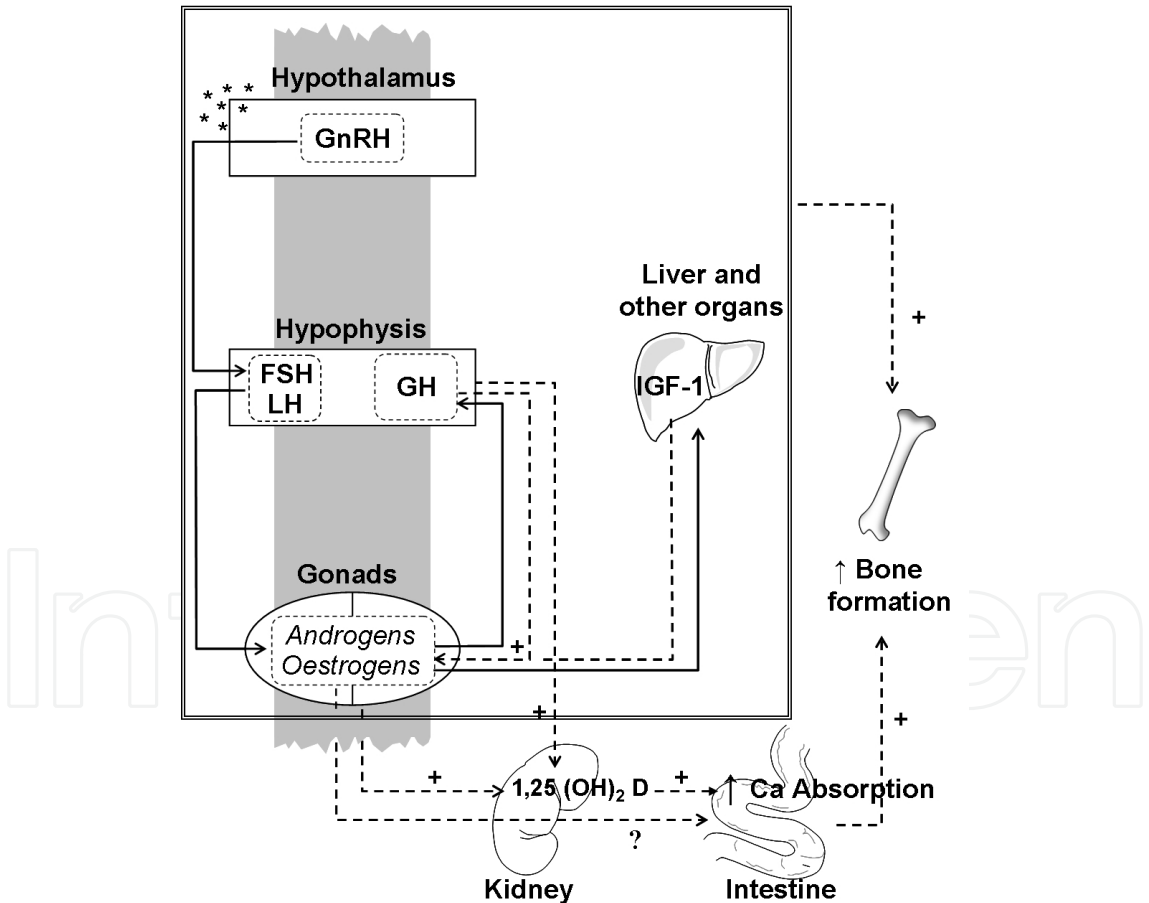 Hypothalamus
* * *
* *
* *
GnRH
Liver and
other organs
+
Hypophysis
FSH
LH
GH
IGF-1
↑ Bone
formation
Gonads
Androgens
Oestrogens
+
+
+
+
1,25 (OH)₂ D
+
↑ Ca Absorption
?
Kidney
Intestine